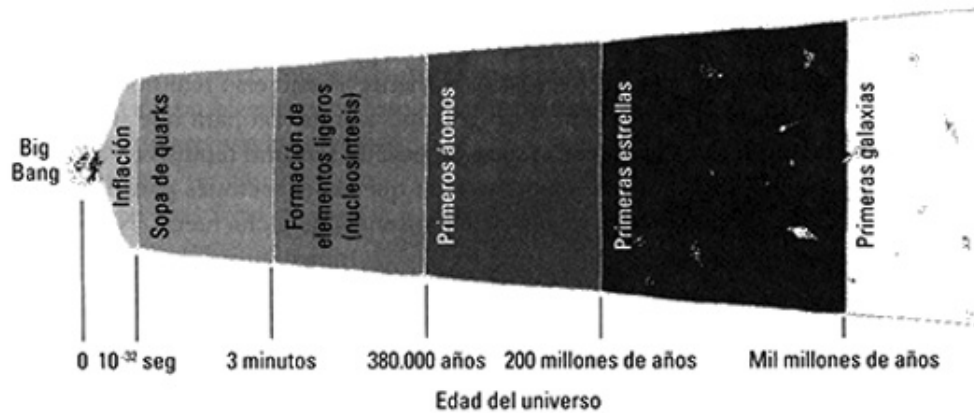 Big
Bang
Inflación
Sopa de quarks
Formación de
elementos ligeros
(nucleosíntesis)
Primeros átomos
Primeras estrellas
Primeras galaxias
0 10⁻³² seg
3 minutos
380.000 años
200 millones de años
Mil millones de años
Edad del universo